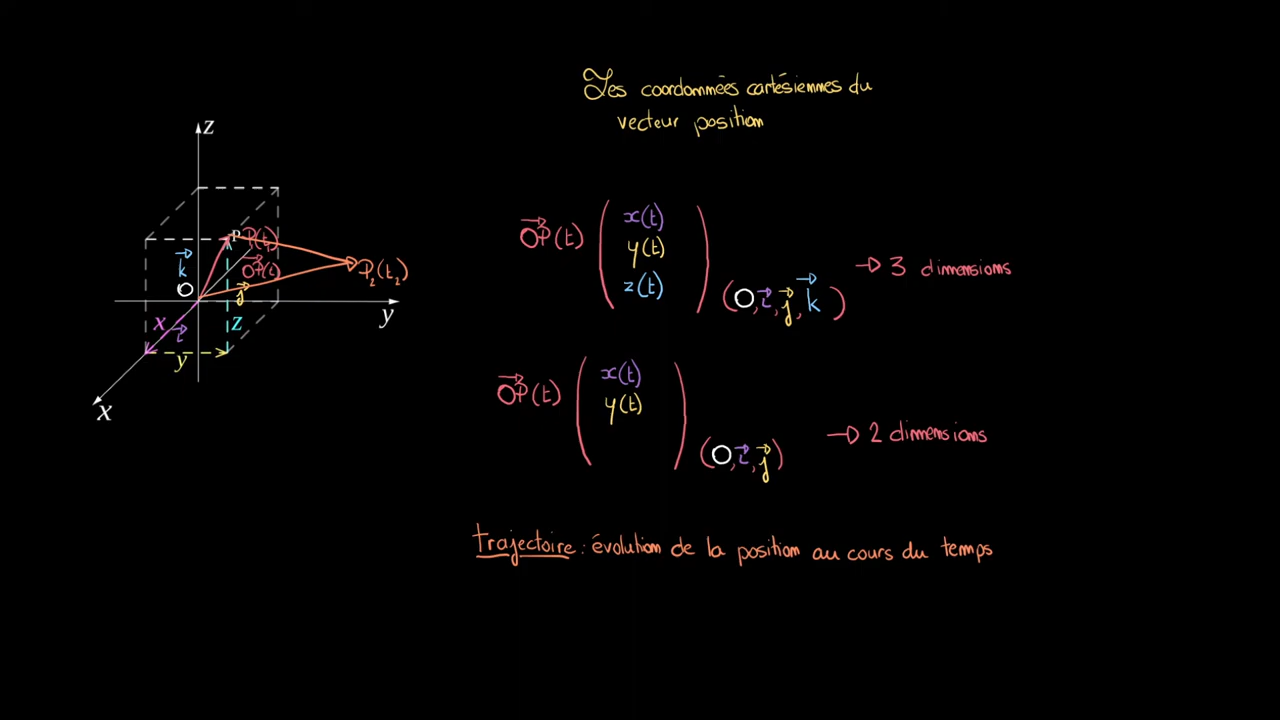 Les coordonnées cartésiennes du
vecteur position
z
P P(t)
OP(t)
k
O
j
P₂(t₂)
x
i
z
y
y
x
OP(t) ( x(t)
y(t)
z(t) ) (O, i, j, k) → 3 dimensions
OP(t) ( x(t)
y(t) ) (O, i, j) → 2 dimensions
trajectoire : évolution de la position au cours du temps